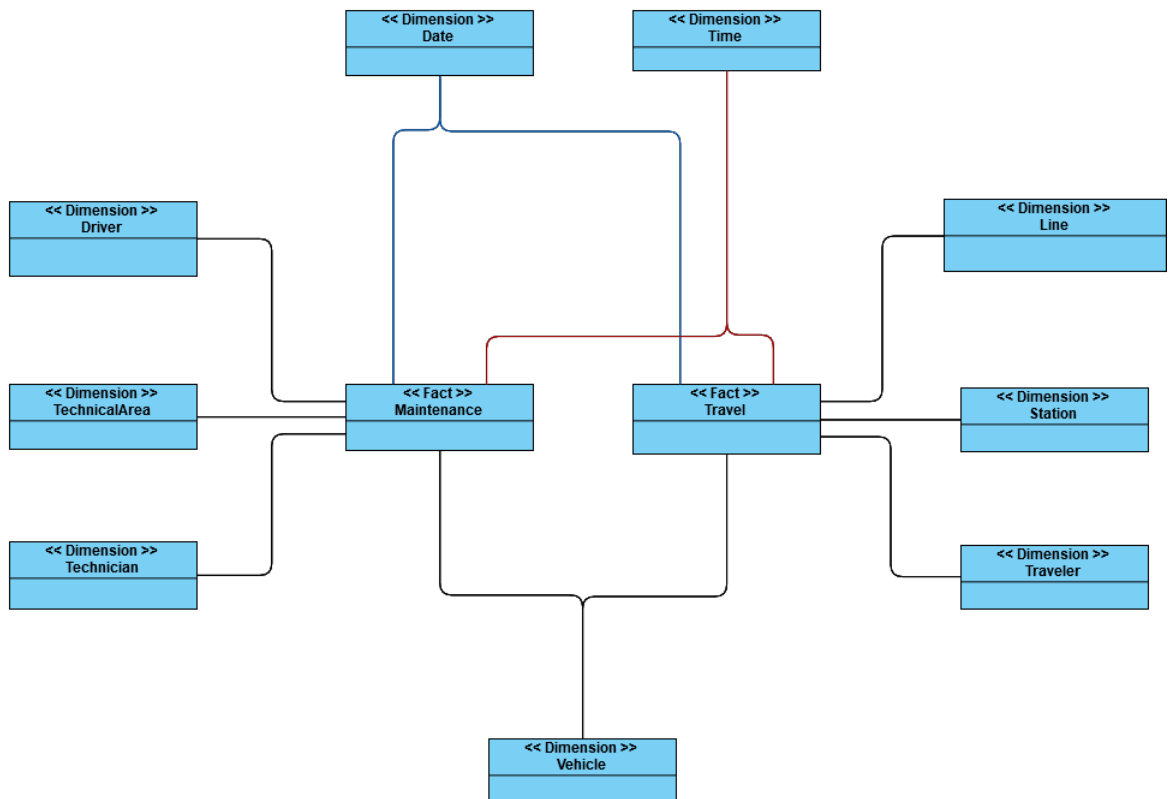 << Dimension >>
Date
<< Dimension >>
Time
<< Dimension >>
Driver
<< Dimension >>
Line
<< Dimension >>
TechnicalArea
<< Fact >>
Maintenance
<< Fact >>
Travel
<< Dimension >>
Station
<< Dimension >>
Technician
<< Dimension >>
Traveler
<< Dimension >>
Vehicle